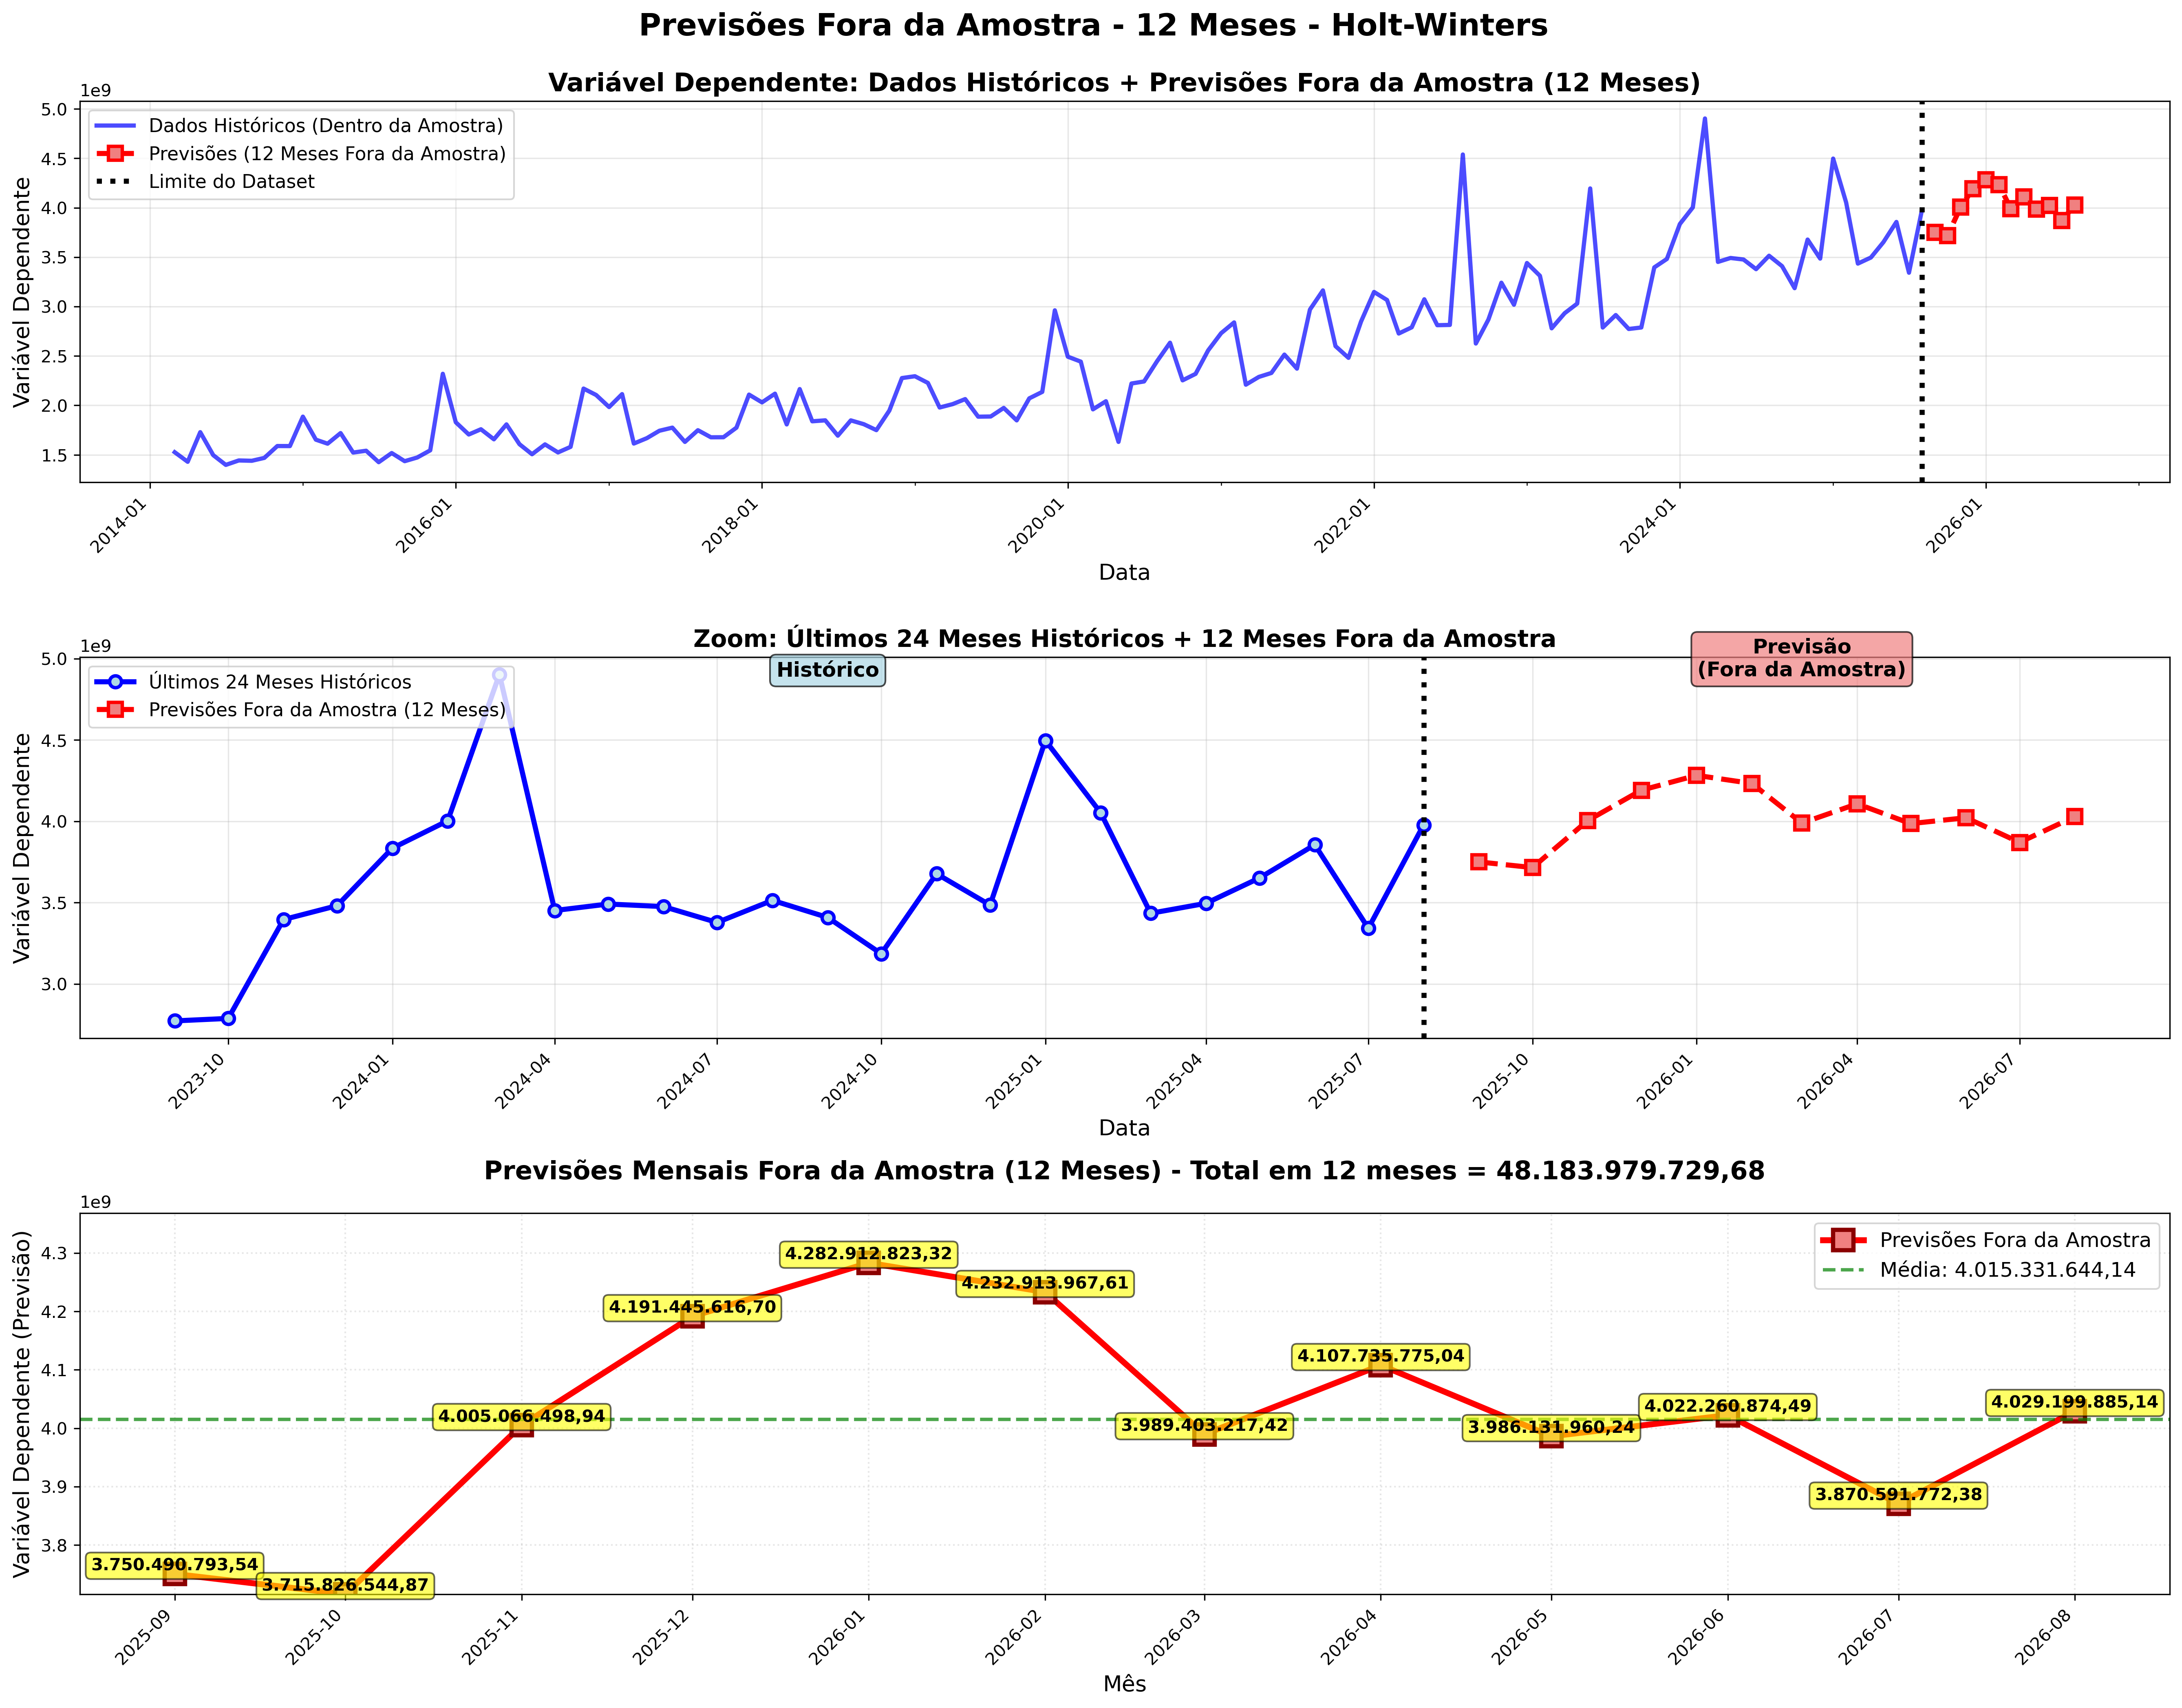 Previsões Fora da Amostra - 12 Meses - Holt-Winters
Variável Dependente: Dados Históricos + Previsões Fora da Amostra (12 Meses)
1e9
Dados Históricos (Dentro da Amostra)
Previsões (12 Meses Fora da Amostra)
Limite do Dataset
Variável Dependente
5.0
4.5
4.0
3.5
3.0
2.5
2.0
1.5
2014-01
2016-01
2018-01
2020-01
2022-01
2024-01
2026-01
Data
Zoom: Últimos 24 Meses Históricos + 12 Meses Fora da Amostra
1e9
Últimos 24 Meses Históricos
Previsões Fora da Amostra (12 Meses)
Histórico
Previsão
(Fora da Amostra)
Variável Dependente
5.0
4.5
4.0
3.5
3.0
2023-10
2024-01
2024-04
2024-07
2024-10
2025-01
2025-04
2025-07
2025-10
2026-01
2026-04
2026-07
Data
Previsões Mensais Fora da Amostra (12 Meses) - Total em 12 meses = 48.183.979.729,68
1e9
Previsões Fora da Amostra
Média: 4.015.331.644,14
Variável Dependente (Previsão)
4.3
4.2
4.1
4.0
3.9
3.8
3.750.490.793,54
3.715.826.544,87
4.005.066.498,94
4.191.445.616,70
4.282.912.823,32
4.232.913.967,61
3.989.403.217,42
4.107.735.775,04
3.986.131.960,24
4.022.260.874,49
3.870.591.772,38
4.029.199.885,14
2025-09
2025-10
2025-11
2025-12
2026-01
2026-02
2026-03
2026-04
2026-05
2026-06
2026-07
2026-08
Mês